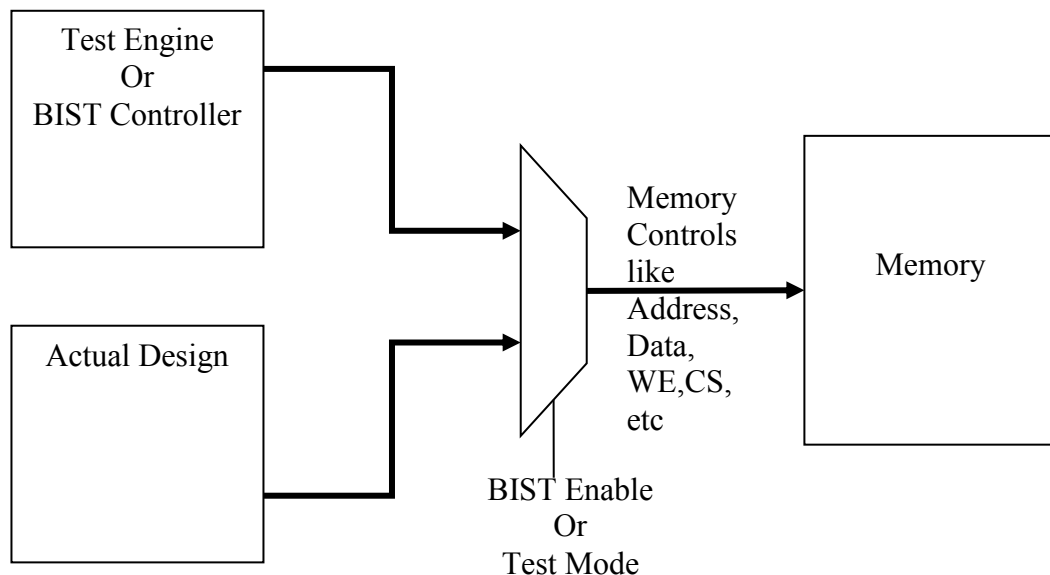 Test Engine
Or
BIST Controller
Actual Design
Memory
Controls
like
Address,
Data,
WE,CS,
etc
Memory
BIST Enable
Or
Test Mode